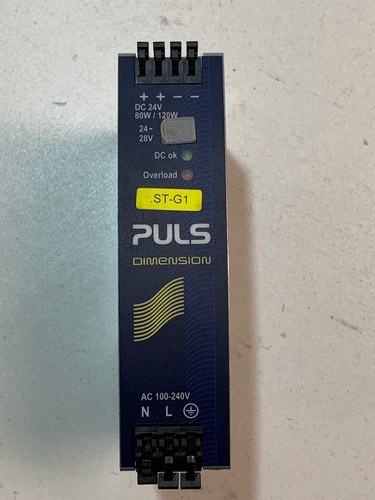 + + − −
DC 24V
80W / 120W
24~
28V
DC ok
Overload
.ST-G1
PULS
DIMENSION
AC 100-240V
N L